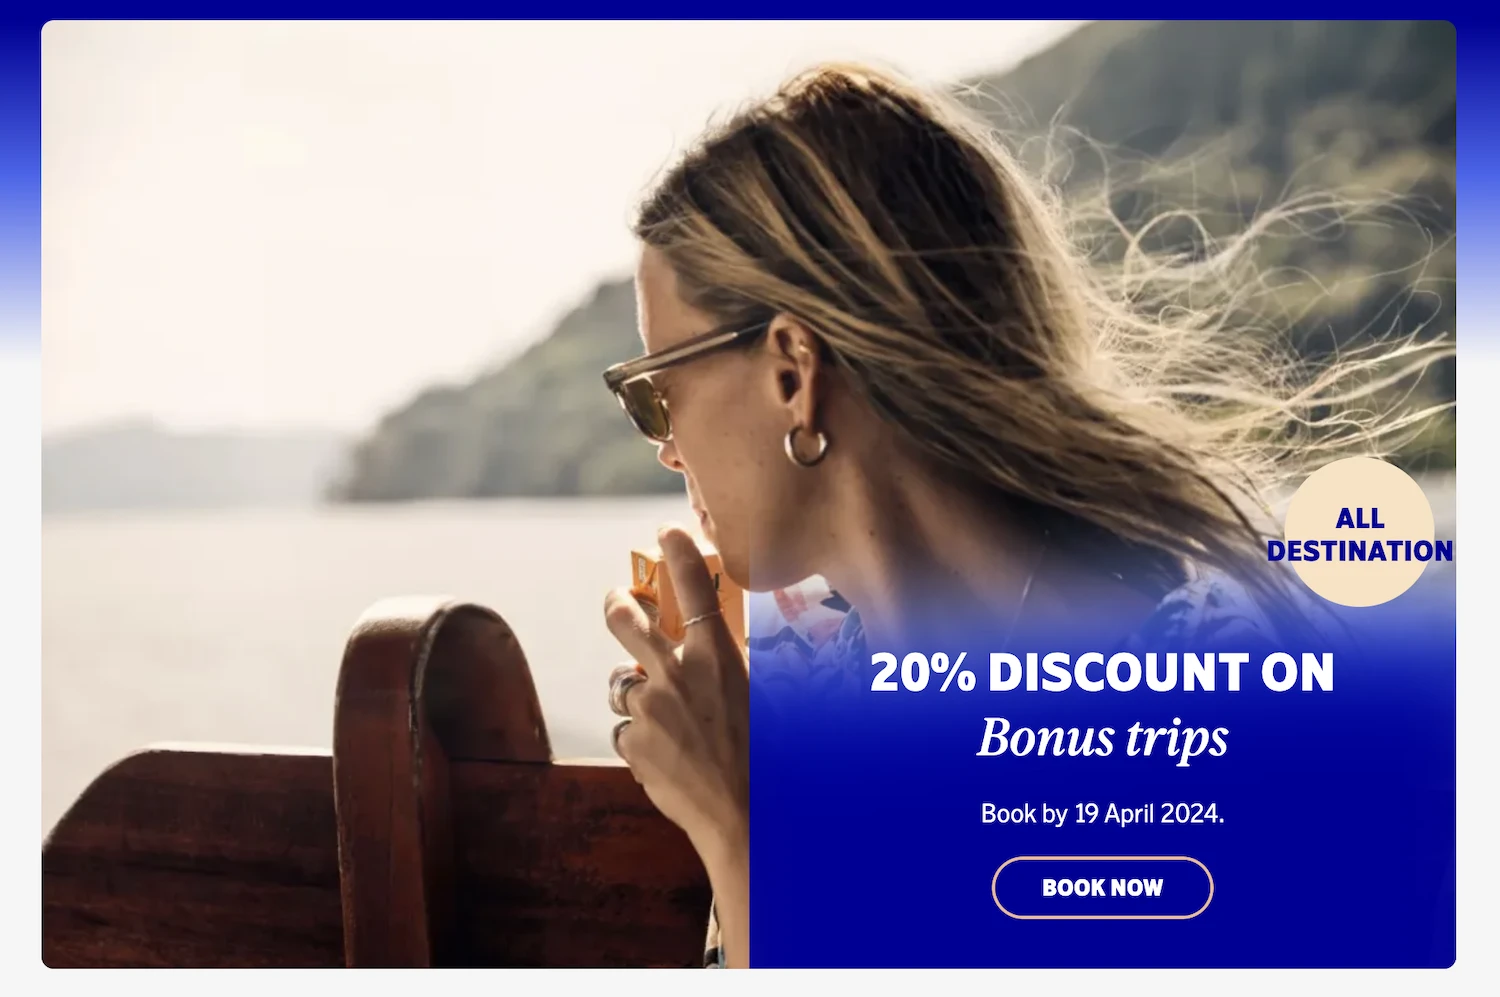 ALL
DESTINATION
20% DISCOUNT ON
Bonus trips
Book by 19 April 2024.
BOOK NOW